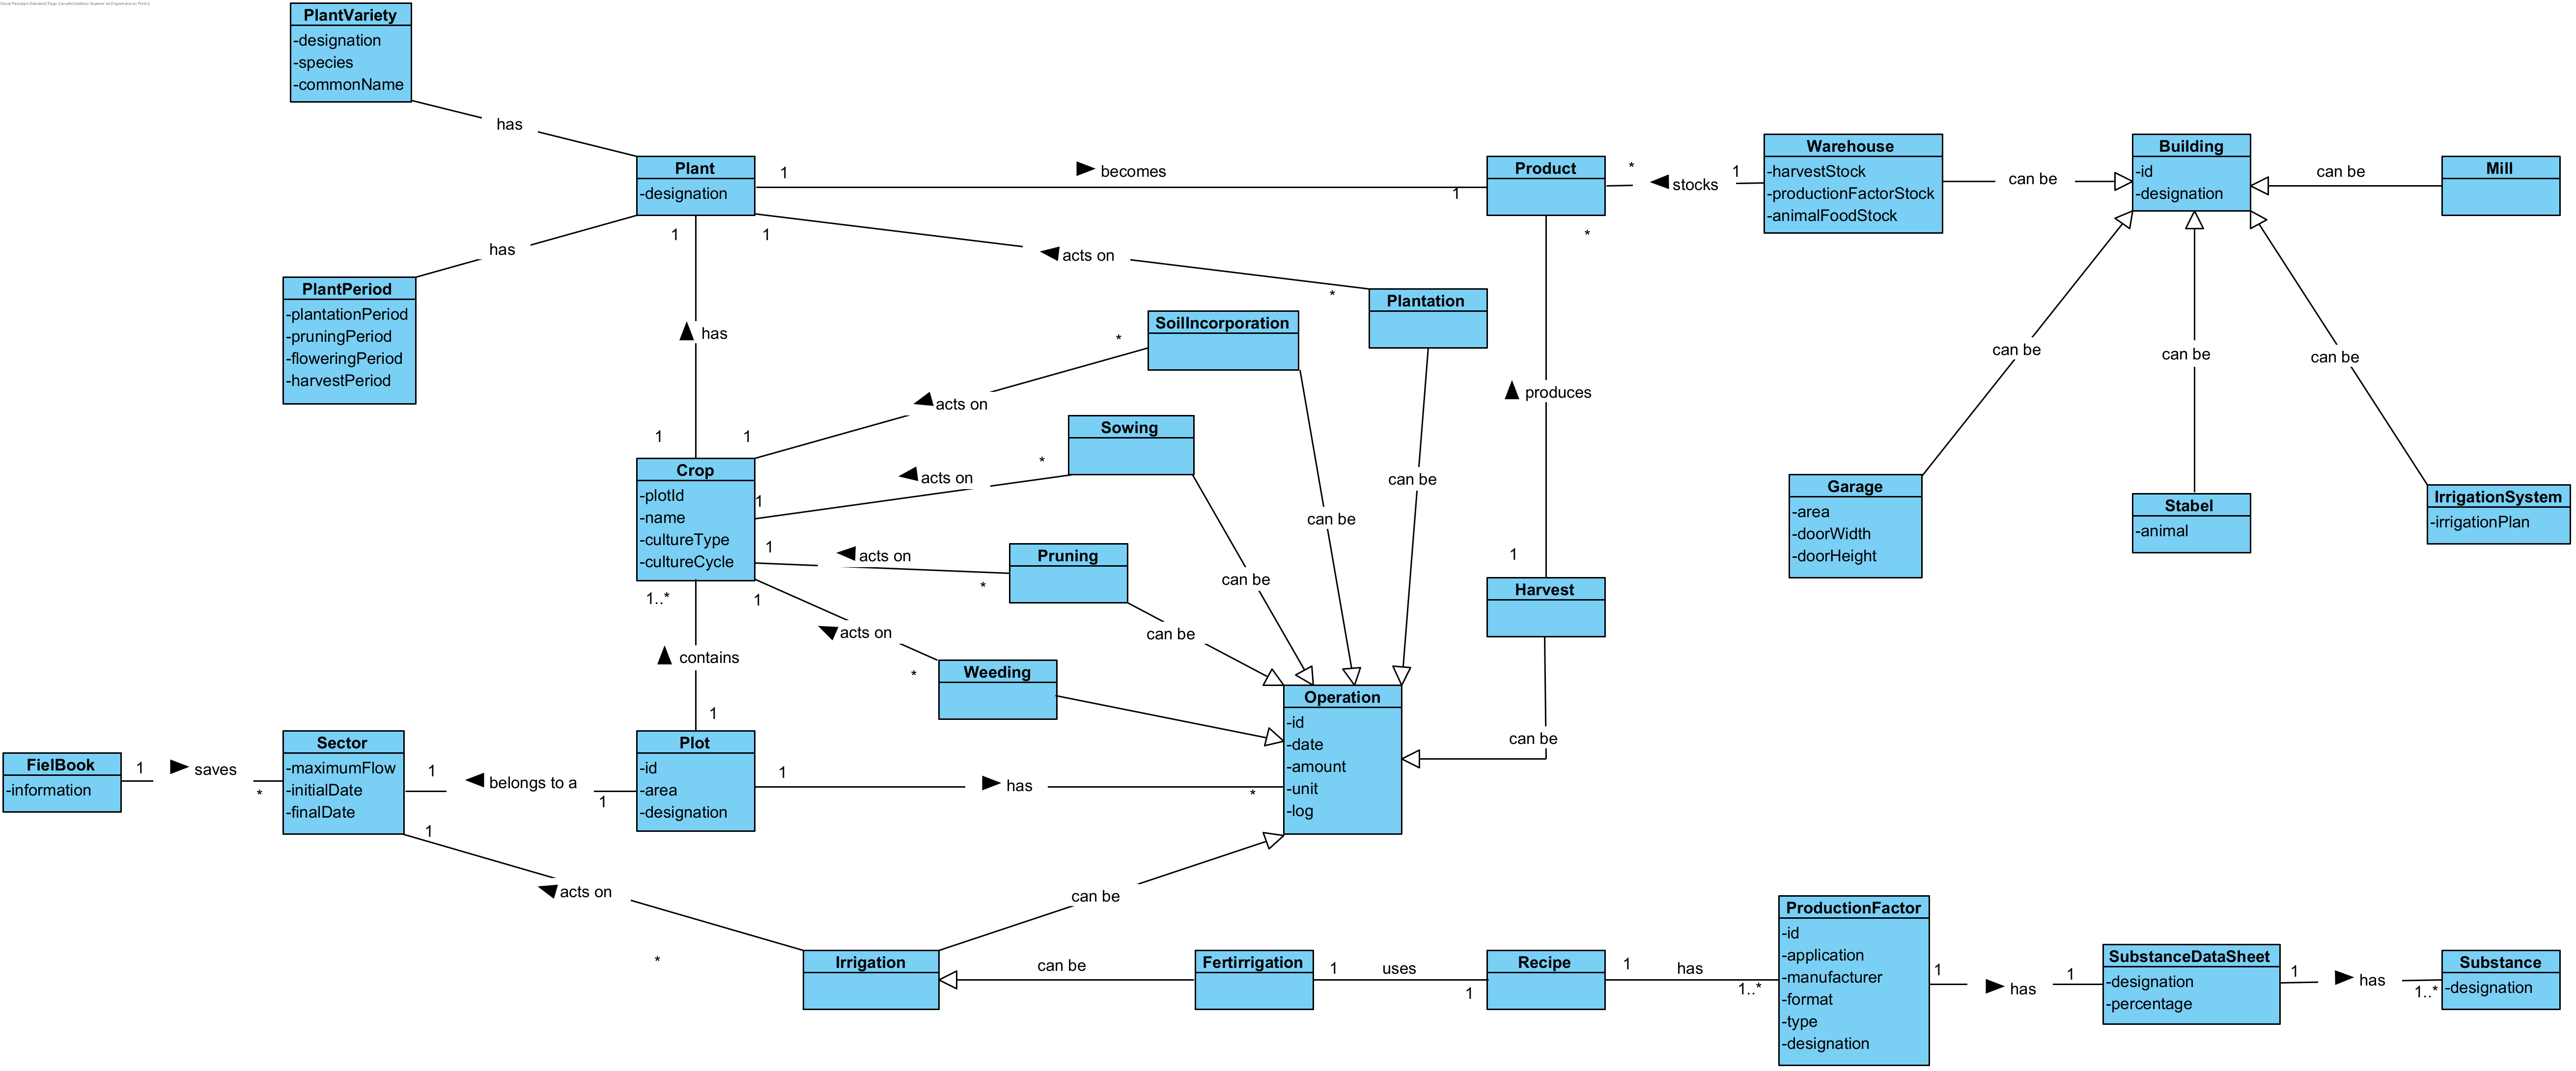 Visual Paradigm Standard(Tiago Carvalho(Instituto Superior de Engenharia do Porto))
PlantVariety
-designation
-species
-commonName
has
Plant
-designation
1
becomes
1
Product
*
stocks
1
Warehouse
-harvestStock
-productionFactorStock
-animalFoodStock
can be
Building
-id
-designation
can be
Mill
has
1
1
acts on
*
*
PlantPeriod
-plantationPeriod
-pruningPeriod
-floweringPeriod
-harvestPeriod
Plantation
has
SoilIncorporation
*
acts on
produces
can be
can be
can be
1
1
Sowing
*
acts on
1
can be
can be
Crop
-plotId
-name
-cultureType
-cultureCycle
Garage
-area
-doorWidth
-doorHeight
Stabel
-animal
IrrigationSystem
-irrigationPlan
1
acts on
Pruning
*
can be
1
Harvest
1..*
1
acts on
can be
contains
Weeding
*
1
Operation
-id
-date
-amount
-unit
-log
can be
FielBook
-information
1
saves
*
Sector
-maximumFlow
-initialDate
-finalDate
1
belongs to a
1
Plot
-id
-area
-designation
1
has
*
1
acts on
*
can be
Irrigation
can be
Fertirrigation
1
uses
1
Recipe
1
has
1..*
ProductionFactor
-id
-application
-manufacturer
-format
-type
-designation
1
has
1
SubstanceDataSheet
-designation
-percentage
1
has
1..*
Substance
-designation